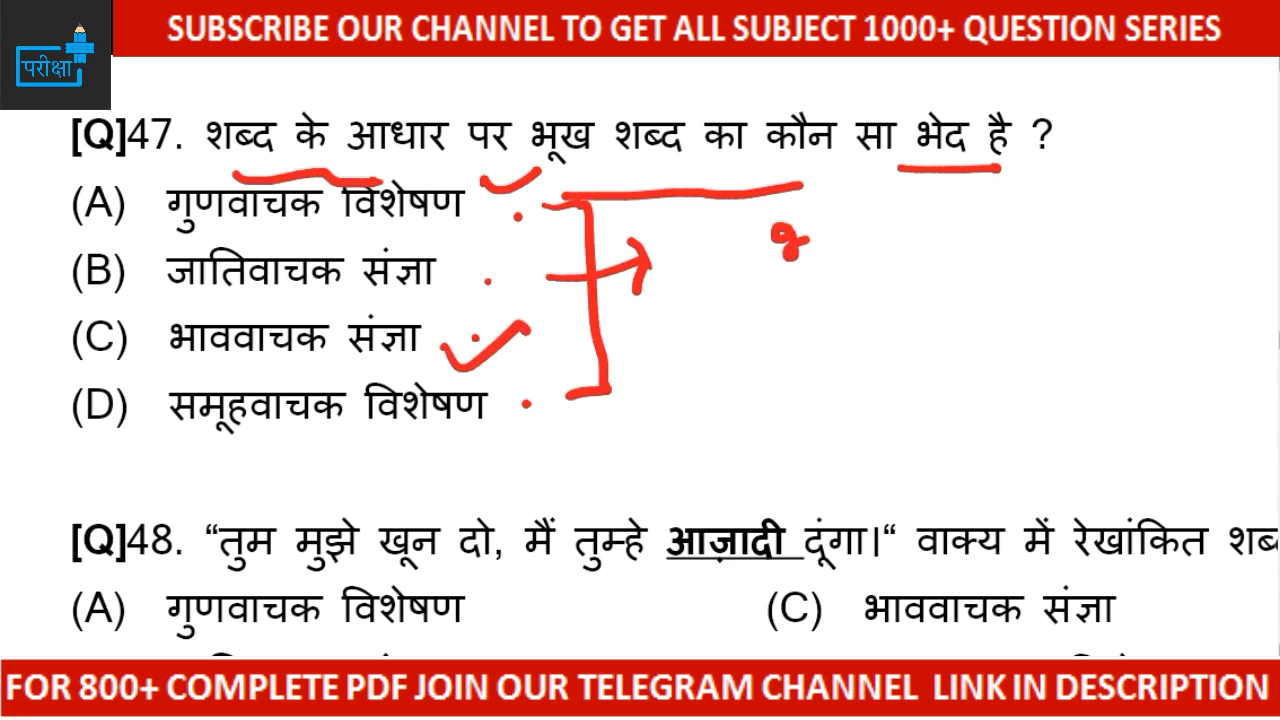 SUBSCRIBE OUR CHANNEL TO GET ALL SUBJECT 1000+ QUESTION SERIES
परीक्षा
[Q]47. शब्द के आधार पर भूख शब्द का कौन सा भेद है ?
(A) गुणवाचक विशेषण
(B) जातिवाचक संज्ञा
(C) भाववाचक संज्ञा
(D) समूहवाचक विशेषण
[Q]48. “तुम मुझे खून दो, मैं तुम्हे आज़ादी दूंगा।“ वाक्य में रेखांकित
(A) गुणवाचक विशेषण (C) भाववाचक संज्ञा
FOR 800+ COMPLETE PDF JOIN OUR TELEGRAM CHANNEL LINK IN DESCRIPTION